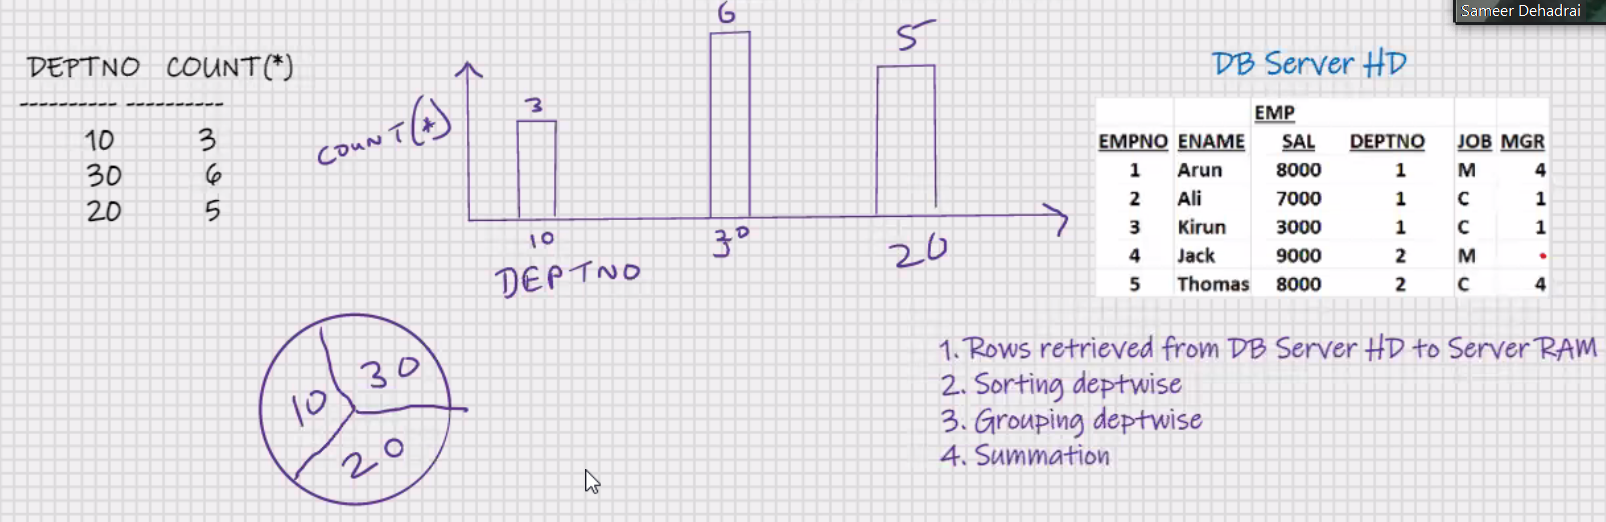 Sameer Dehadrai
DEPTNO COUNT(*)
---------- ----------
10 3
30 6
20 5
COUNT(*)
3
6
5
10
30
20
DEPTNO
10
30
20
DB Server HD
EMP
EMPNO ENAME SAL DEPTNO JOB MGR
1 Arun 8000 1 M 4
2 Ali 7000 1 C 1
3 Kirun 3000 1 C 1
4 Jack 9000 2 M
5 Thomas 8000 2 C 4
1. Rows retrieved from DB Server HD to Server RAM
2. Sorting deptwise
3. Grouping deptwise
4. Summation